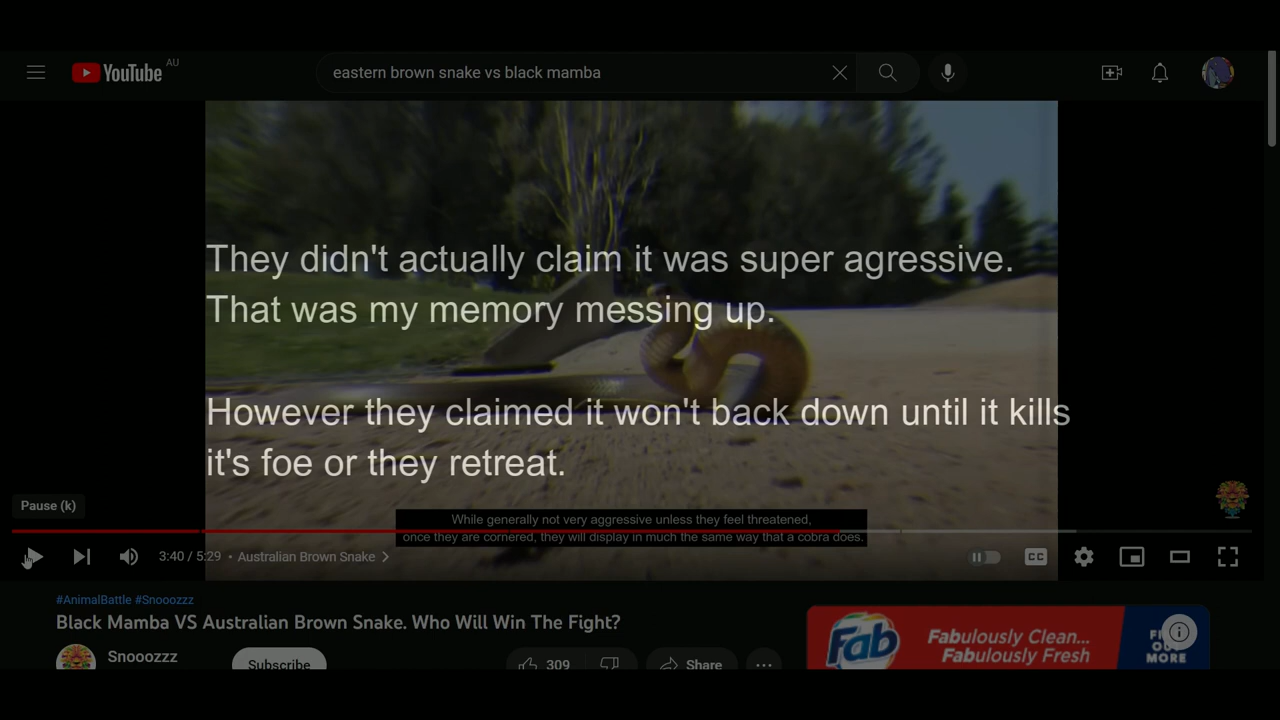 YouTube AU
eastern brown snake vs black mamba
They didn't actually claim it was super agressive.
That was my memory messing up.
However they claimed it won't back down until it kills
it's foe or they retreat.
Pause (k)
While generally not very aggressive unless they feel threatened,
once they are cornered, they will display in much the same way that a cobra does.
3:40 / 5:29 • Australian Brown Snake
CC
#AnimalBattle #Snooozzz
Black Mamba VS Australian Brown Snake. Who Will Win The Fight?
Snooozzz
Subscribe
309
Share
Fab
Fabulously Clean...
Fabulously Fresh
MORE